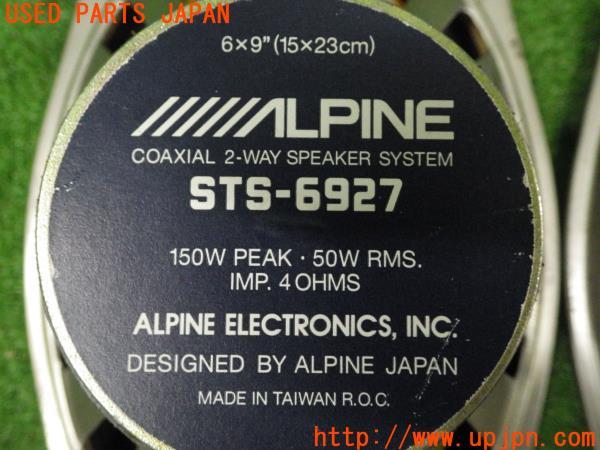 USED PARTS JAPAN
6×9" (15×23cm)
ALPINE
COAXIAL 2-WAY SPEAKER SYSTEM
STS-6927
150W PEAK · 50W RMS.
IMP. 4 OHMS
ALPINE ELECTRONICS, INC.
DESIGNED BY ALPINE JAPAN
MADE IN TAIWAN R.O.C.
http://www.upjpn.com/